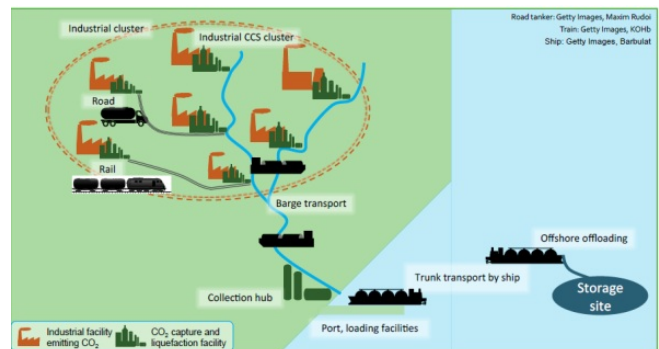 Road tanker: Getty Images, Maxim Rudoi
Train: Getty Images, KOHb
Ship: Getty Images, Barbulat
Industrial cluster
Industrial CCS cluster
Road
Rail
Barge transport
Offshore offloading
Trunk transport by ship
Storage
site
Collection hub
Port, loading facilities
Industrial facility
emitting CO₂
CO₂ capture and
liquefaction facility